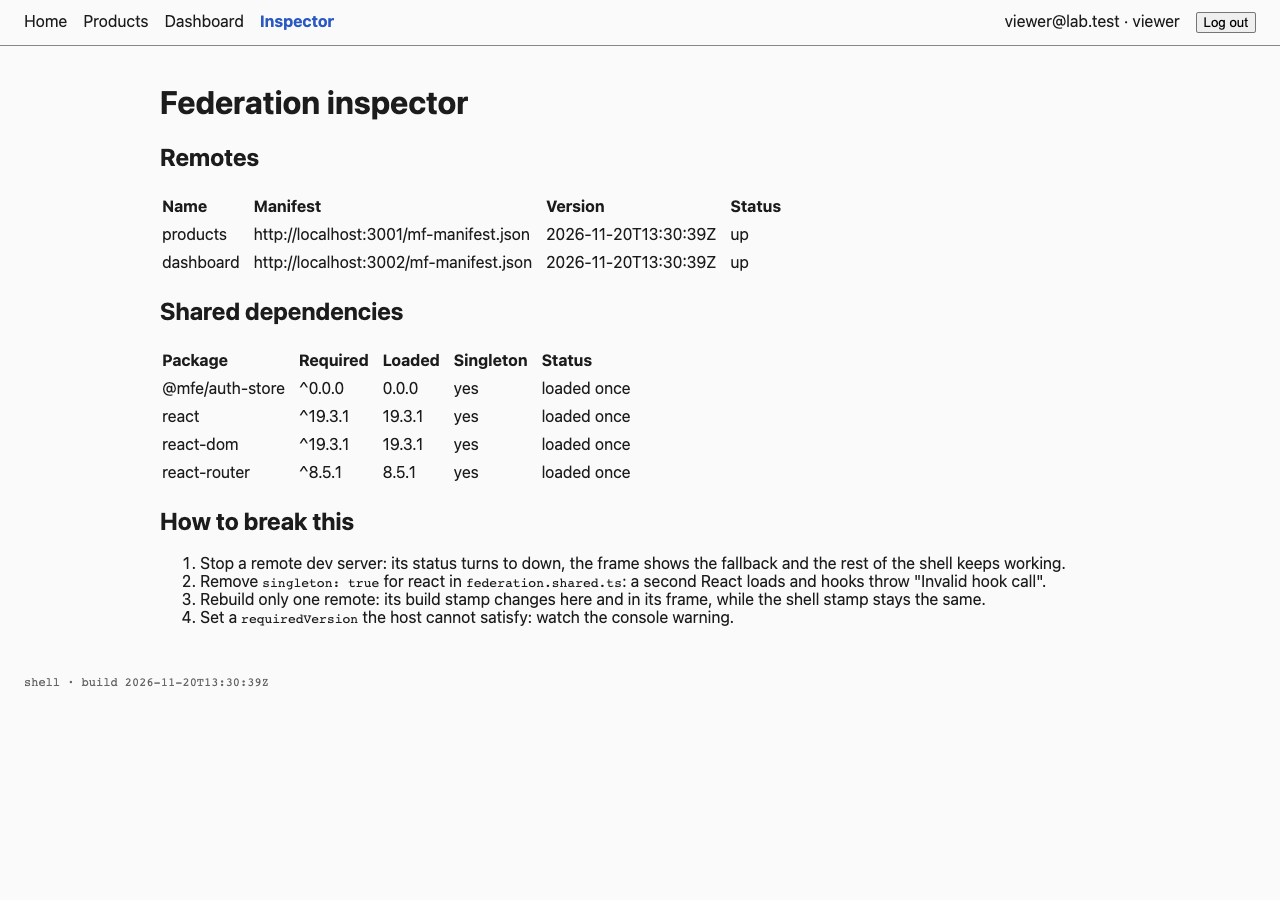 Home Products Dashboard Inspector viewer@lab.test · viewer Log out
Federation inspector
Remotes
Name Manifest Version Status
products http://localhost:3001/mf-manifest.json 2026-11-20T13:30:39Z up
dashboard http://localhost:3002/mf-manifest.json 2026-11-20T13:30:39Z up
Shared dependencies
Package Required Loaded Singleton Status
@mfe/auth-store ^0.0.0 0.0.0 yes loaded once
react ^19.3.1 19.3.1 yes loaded once
react-dom ^19.3.1 19.3.1 yes loaded once
react-router ^8.5.1 8.5.1 yes loaded once
How to break this
1. Stop a remote dev server: its status turns to down, the frame shows the fallback and the rest of the shell keeps working.
2. Remove singleton: true for react in federation.shared.ts: a second React loads and hooks throw "Invalid hook call".
3. Rebuild only one remote: its build stamp changes here and in its frame, while the shell stamp stays the same.
4. Set a requiredVersion the host cannot satisfy: watch the console warning.
shell · build 2026-11-20T13:30:39Z